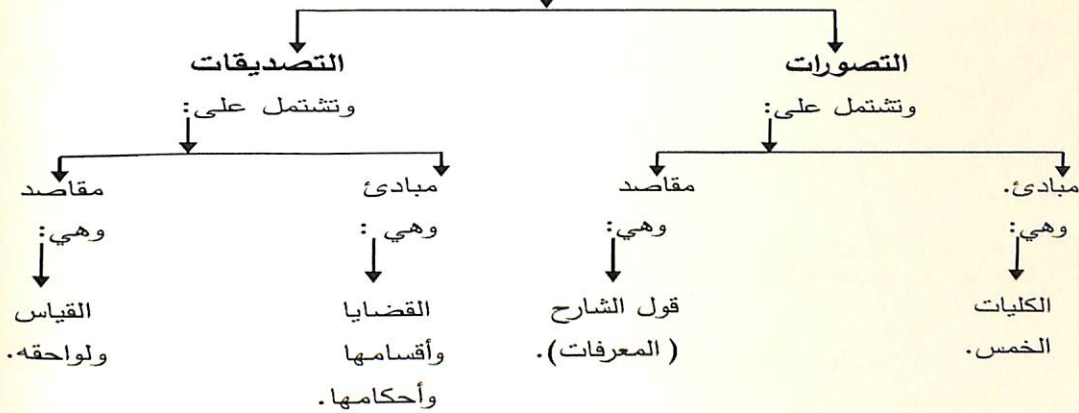 التصورات
التصديقات
وتشتمل على:
وتشتمل على:
مبادئ.
مقاصد
مبادئ
مقاصد
وهي:
وهي:
وهي :
وهي:
الكليات
الخمس.
قول الشارح
( المعرفات).
القضايا
وأقسامها
وأحكامها.
القياس
ولواحقه.